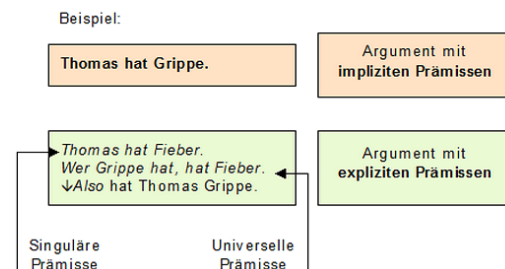 Beispiel:
Thomas hat Grippe.
Argument mit
impliziten Prämissen
Thomas hat Fieber.
Wer Grippe hat, hat Fieber.
↓Also hat Thomas Grippe.
Argument mit
expliziten Prämissen
Singuläre
Prämisse
Universelle
Prämisse